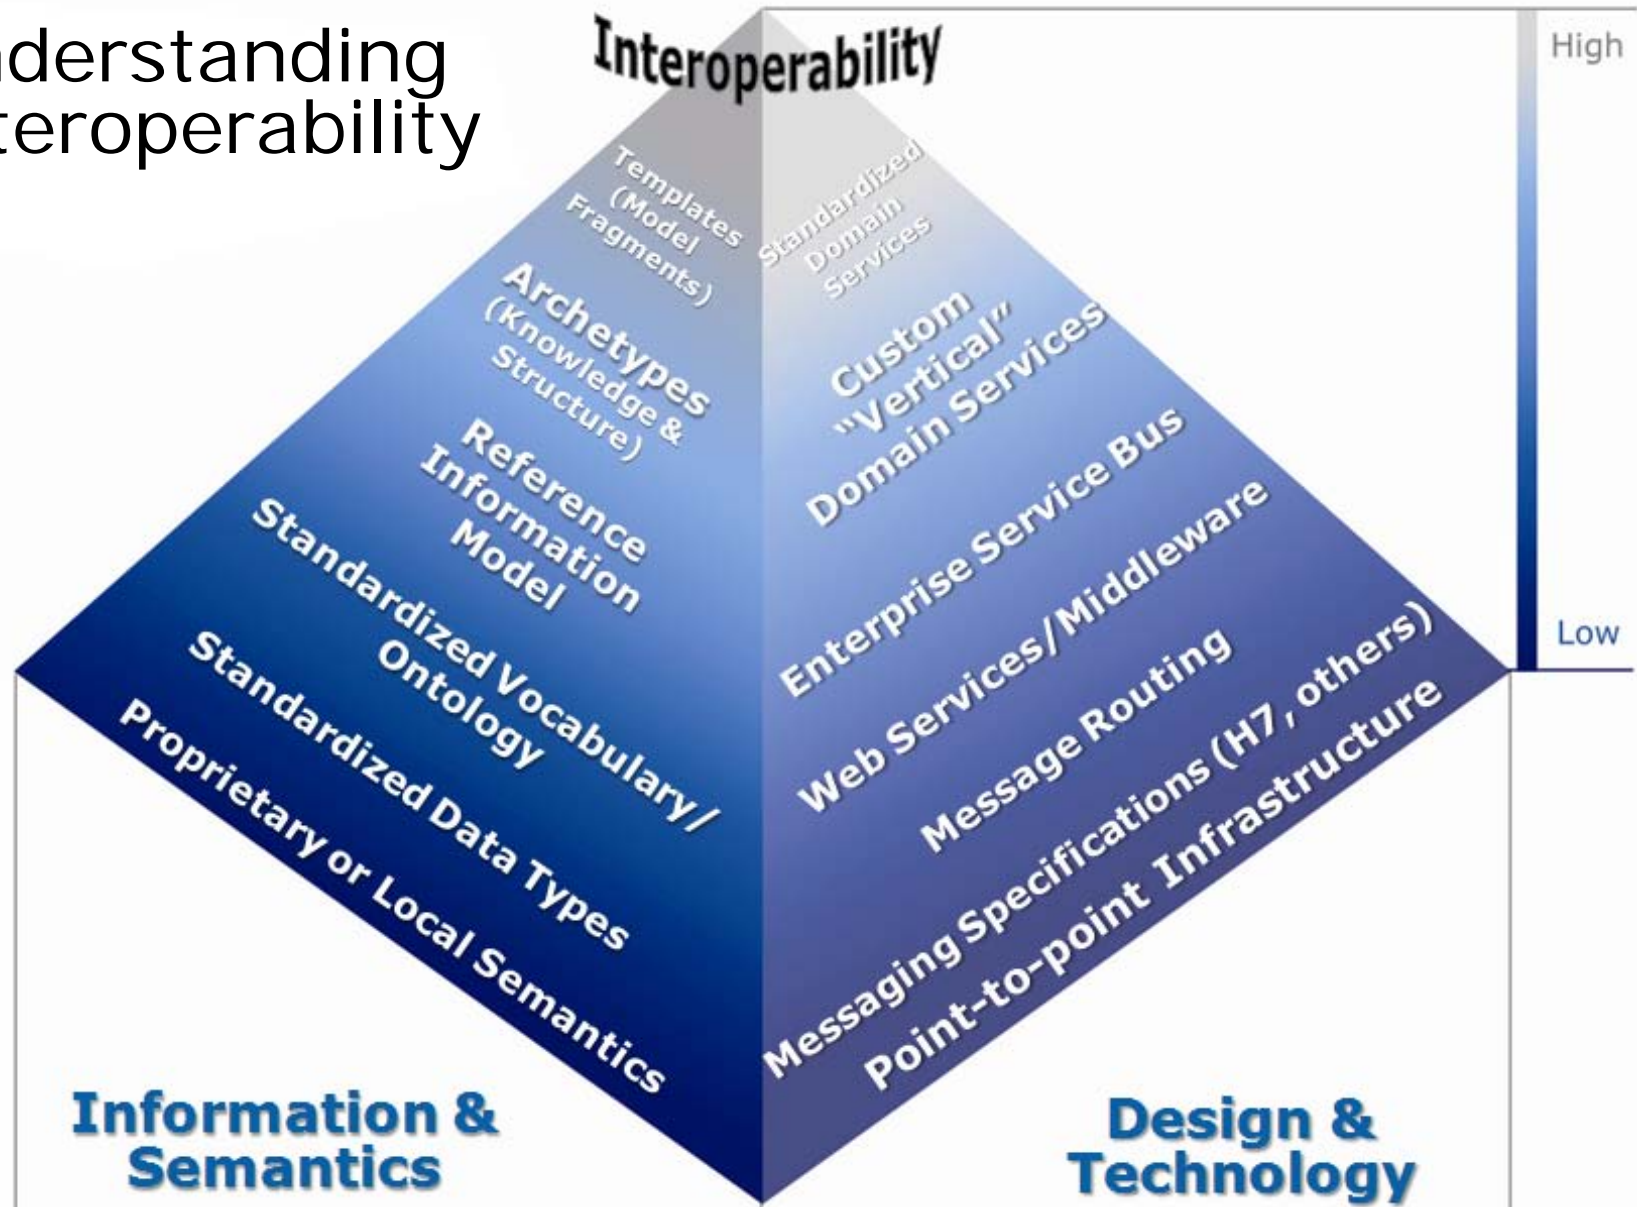 nderstanding
teroperability
Interoperability
High
Low
Templates
(Model
Fragments)
Archetypes
(Knowledge &
Structure)
Reference
Information
Model
Standardized Vocabulary/
Ontology
Standardized Data Types
Proprietary or Local Semantics
Standardized
Domain
Services
Custom
“Vertical”
Domain Services
Enterprise Service Bus
Web Services/Middleware
Message Routing
Messaging Specifications (H7, others)
Point-to-point Infrastructure
Information &
Semantics
Design &
Technology